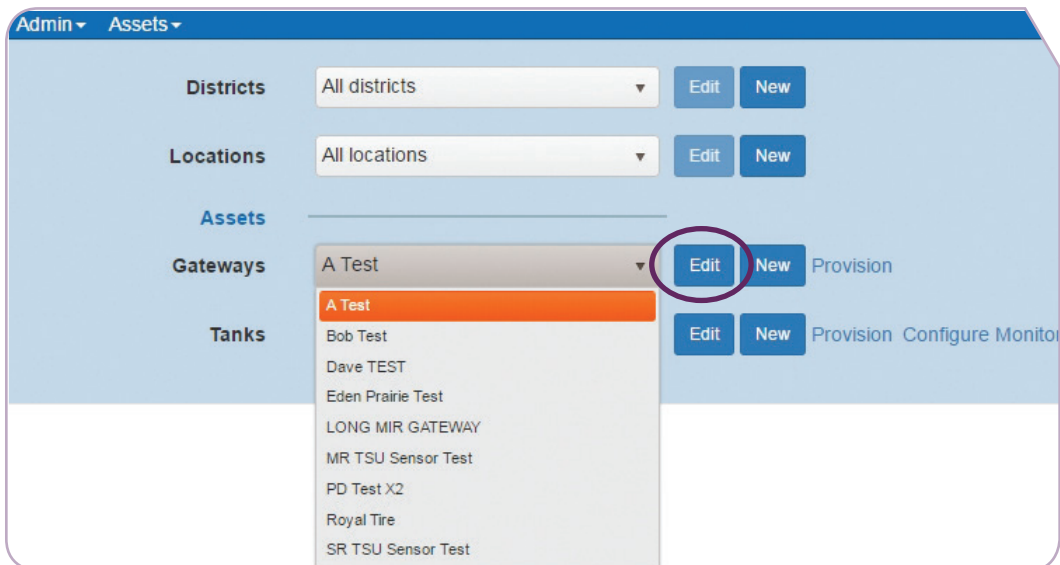 Admin Assets
Districts All districts Edit New
Locations All locations Edit New
Assets
Gateways A Test Edit New Provision
A Test
Tanks Bob Test Edit New Provision Configure Monitor
Dave TEST
Eden Prairie Test
LONG MIR GATEWAY
MR TSU Sensor Test
PD Test X2
Royal Tire
SR TSU Sensor Test